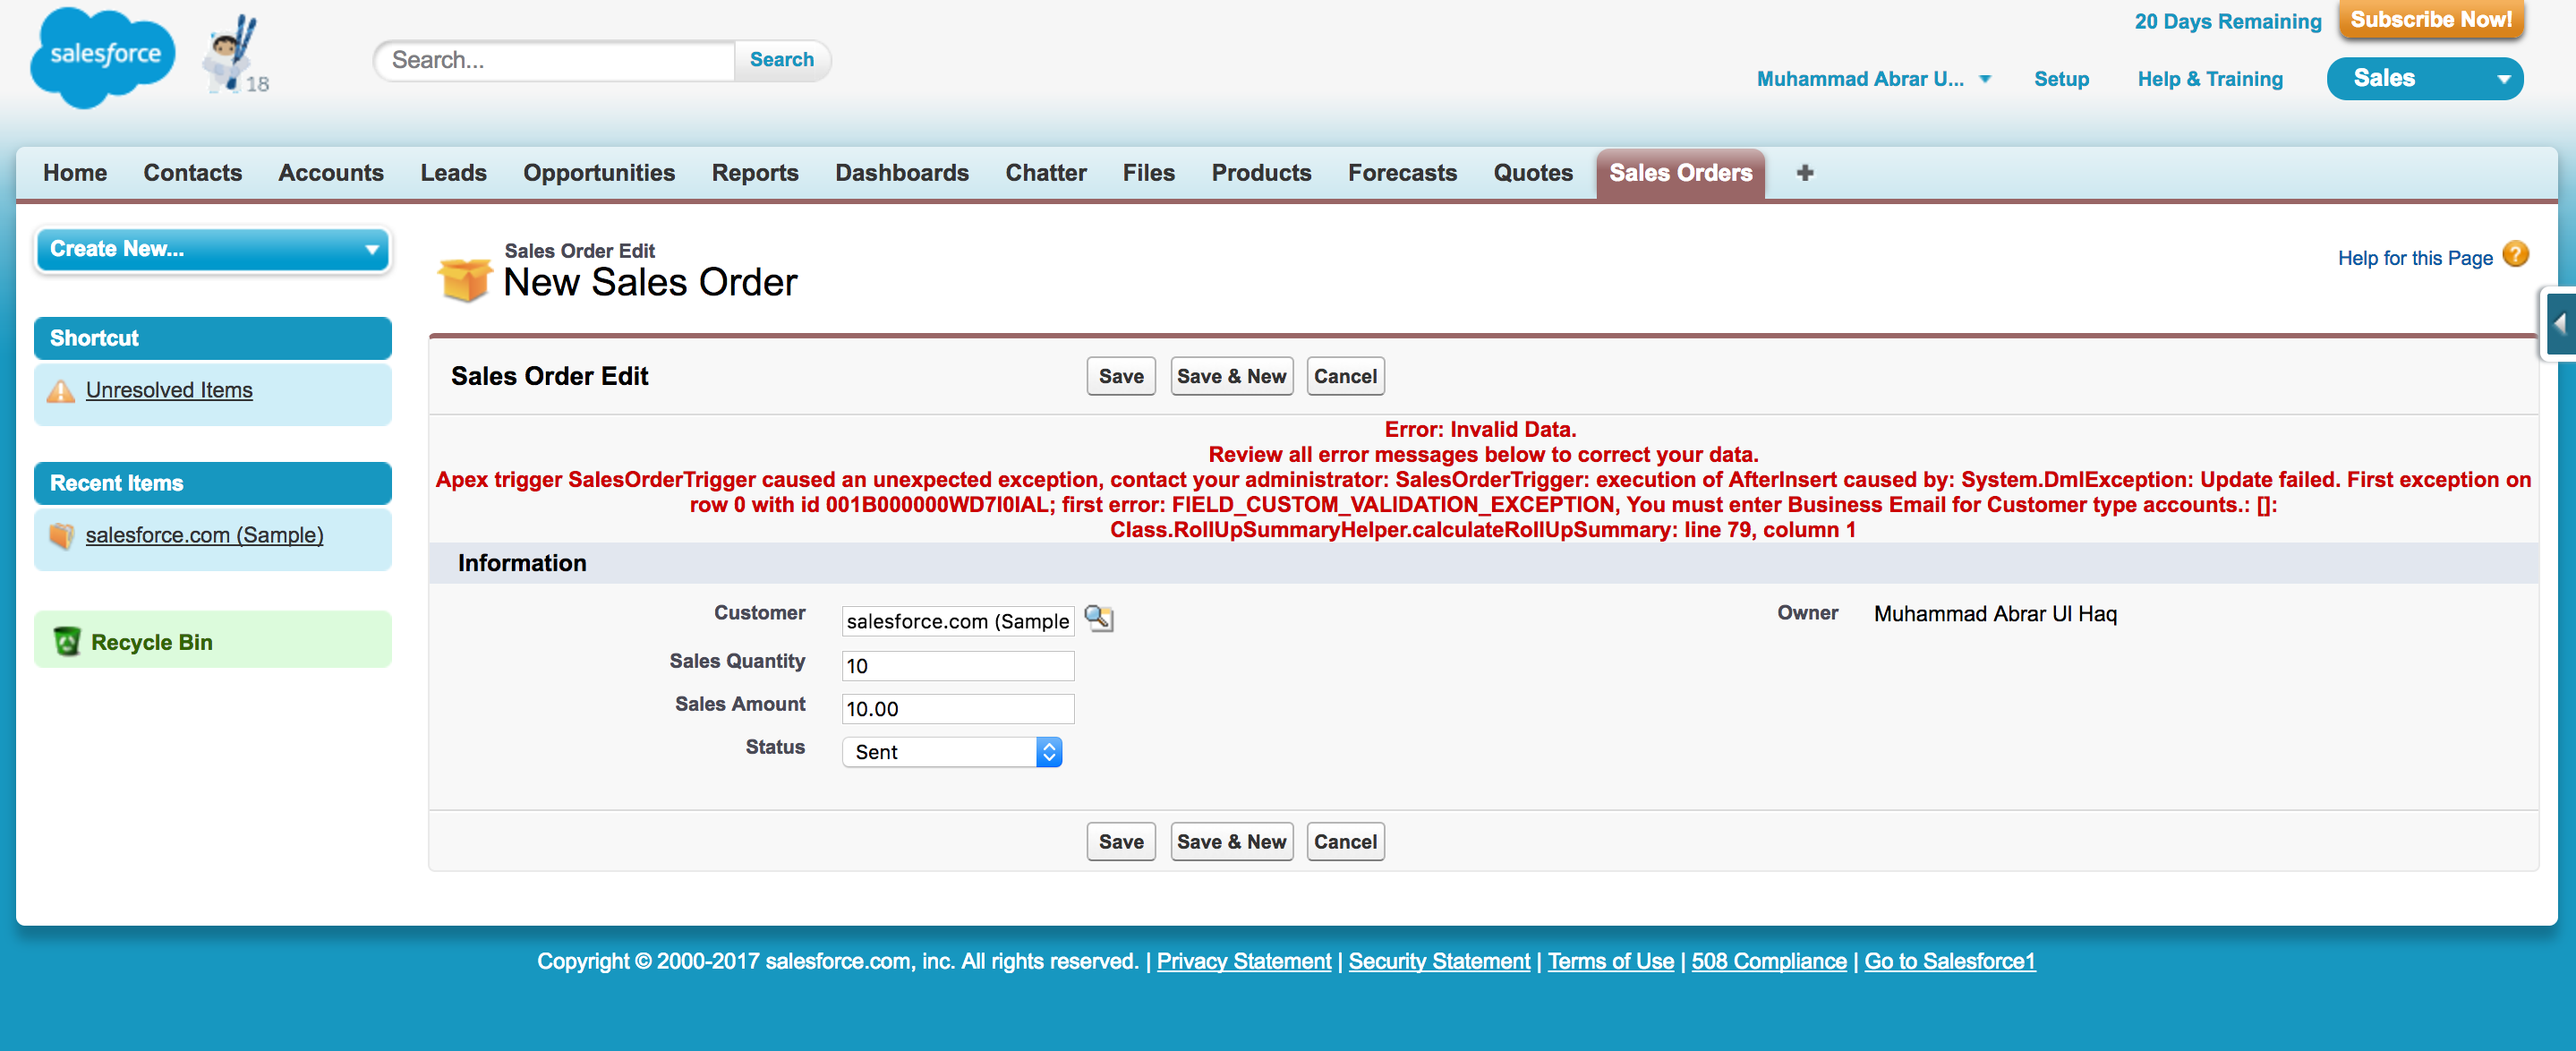 salesforce
18
Search...
Search
20 Days Remaining
Subscribe Now!
Muhammad Abrar U...
Setup
Help & Training
Sales
Home Contacts Accounts Leads Opportunities Reports Dashboards Chatter Files Products Forecasts Quotes Sales Orders +
Create New...
Shortcut
Unresolved Items
Recent Items
salesforce.com (Sample)
Recycle Bin
Sales Order Edit
New Sales Order
Help for this Page ?
Sales Order Edit
Save Save & New Cancel
Error: Invalid Data.
Review all error messages below to correct your data.
Apex trigger SalesOrderTrigger caused an unexpected exception, contact your administrator: SalesOrderTrigger: execution of AfterInsert caused by: System.DmlException: Update failed. First exception on
row 0 with id 001B000000WD7I0IAL; first error: FIELD_CUSTOM_VALIDATION_EXCEPTION, You must enter Business Email for Customer type accounts.: []:
Class.RollUpSummaryHelper.calculateRollUpSummary: line 79, column 1
Information
Customer salesforce.com (Sample
Owner Muhammad Abrar Ul Haq
Sales Quantity 10
Sales Amount 10.00
Status Sent
Save Save & New Cancel
Copyright © 2000-2017 salesforce.com, inc. All rights reserved. | Privacy Statement | Security Statement | Terms of Use | 508 Compliance | Go to Salesforce1